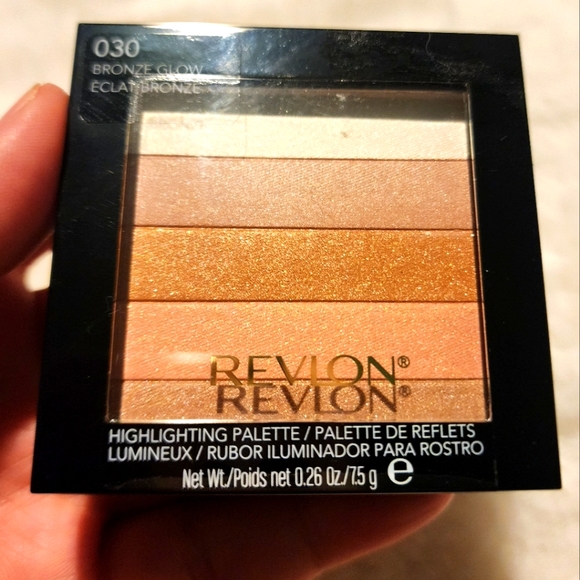 030
BRONZE GLOW
ÉCLAT BRONZE
REVLON®
HIGHLIGHTING PALETTE / PALETTE DE REFLETS
LUMINEUX / RUBOR ILUMINADOR PARA ROSTRO
Net Wt./Poids net 0.26 Oz/7.5 g e